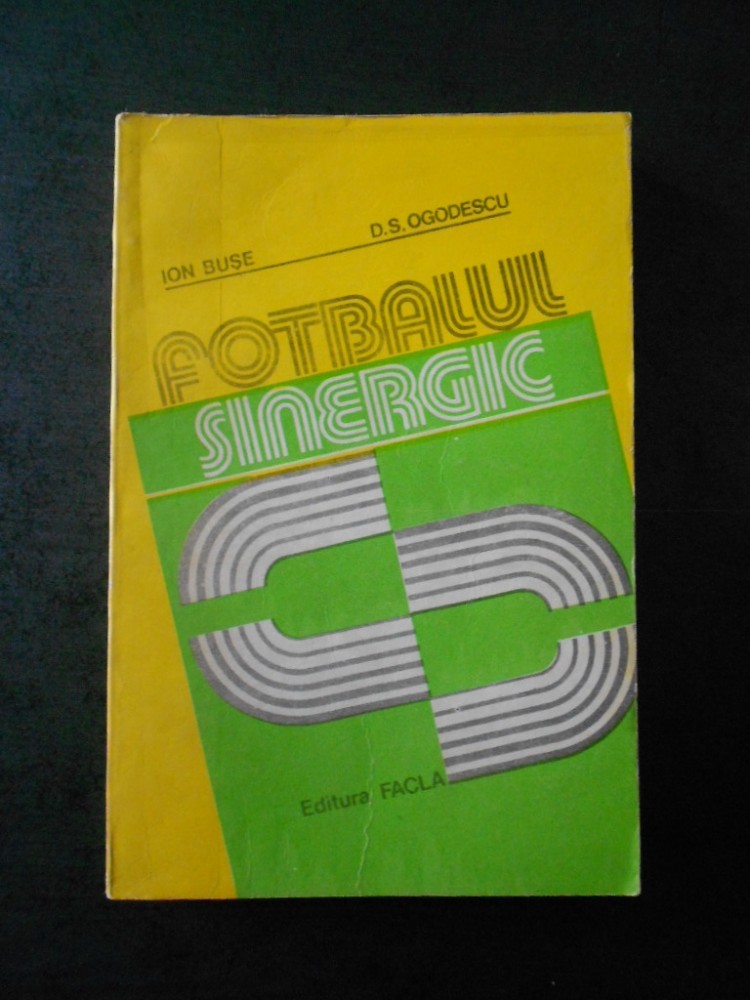 ION BUȘE D.S. OGODESCU
FOTBALUL
SINERGIC
Editura FACLA